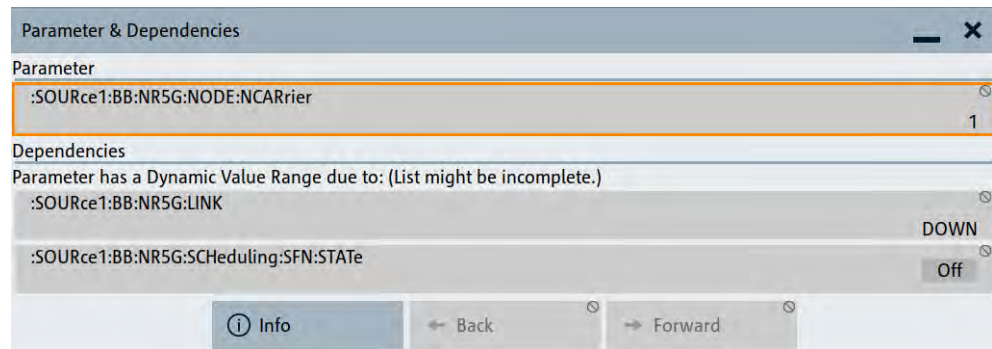 Parameter & Dependencies
Parameter
:SOURce1:BB:NR5G:NODE:NCARrier
1
Dependencies
Parameter has a Dynamic Value Range due to: (List might be incomplete.)
:SOURce1:BB:NR5G:LINK
DOWN
:SOURce1:BB:NR5G:SCHeduling:SFN:STATe
Off
Info
Back
Forward